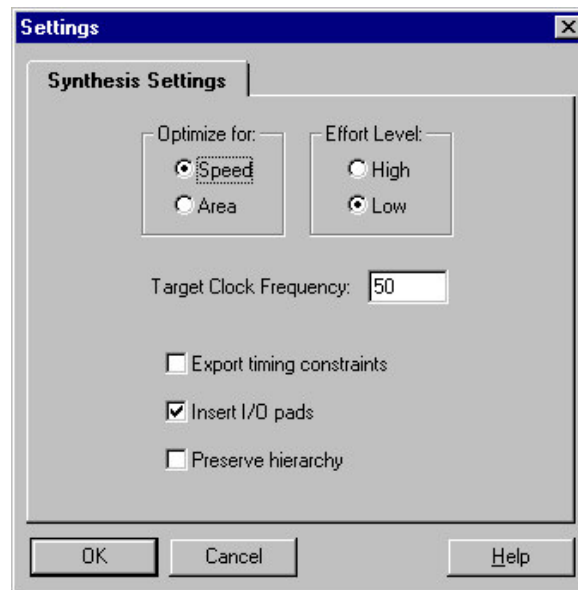 Settings
Synthesis Settings
Optimize for:
Effort Level:
Speed
High
Area
Low
Target Clock Frequency: 50
Export timing constraints
Insert I/O pads
Preserve hierarchy
OK Cancel Help